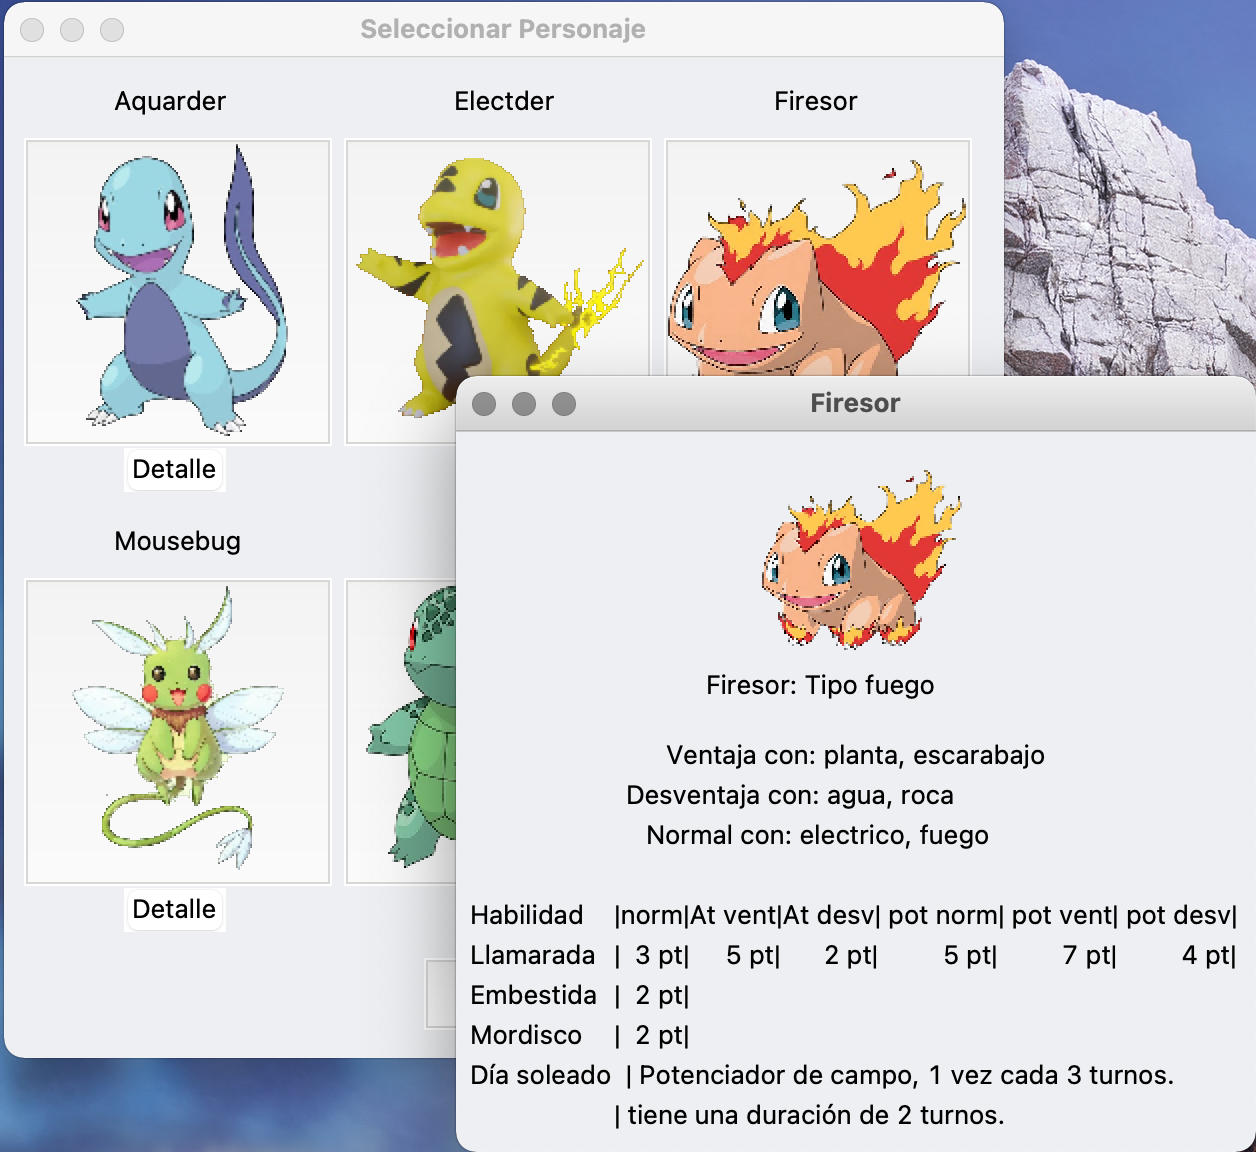 Seleccionar Personaje
Aquarder
Electder
Firesor
Detalle
Mousebug
Detalle
Firesor
Firesor: Tipo fuego
Ventaja con: planta, escarabajo
Desventaja con: agua, roca
Normal con: electrico, fuego
Habilidad |norm|At vent|At desv| pot norm| pot vent| pot desv|
Llamarada | 3 pt| 5 pt| 2 pt| 5 pt| 7 pt| 4 pt|
Embestida | 2 pt|
Mordisco | 2 pt|
Día soleado | Potenciador de campo, 1 vez cada 3 turnos.
| tiene una duración de 2 turnos.